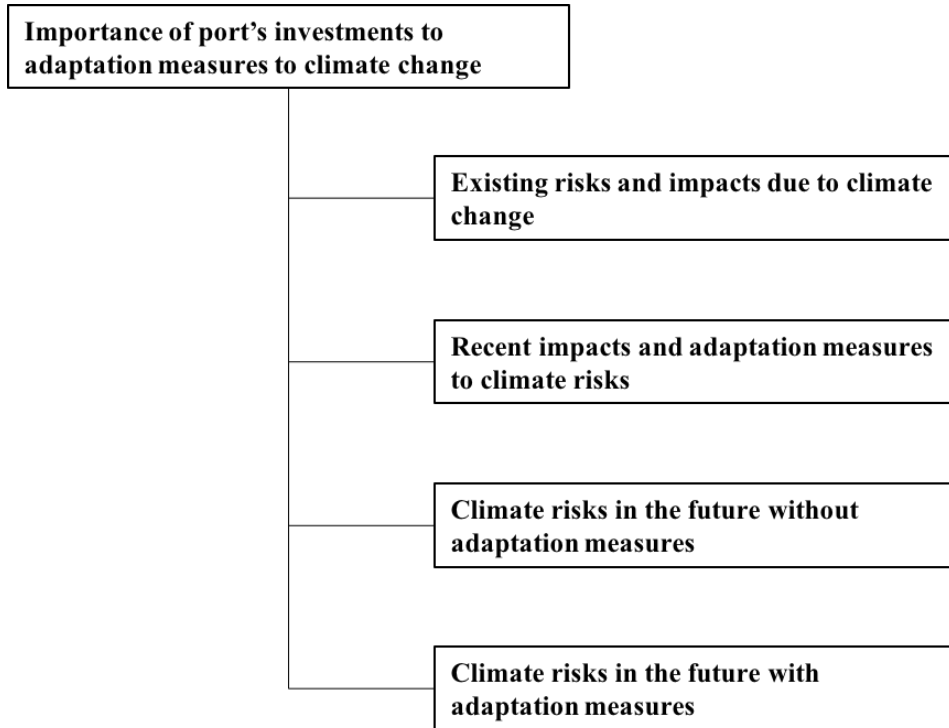 Importance of port’s investments to
adaptation measures to climate change
Existing risks and impacts due to climate
change
Recent impacts and adaptation measures
to climate risks
Climate risks in the future without
adaptation measures
Climate risks in the future with
adaptation measures